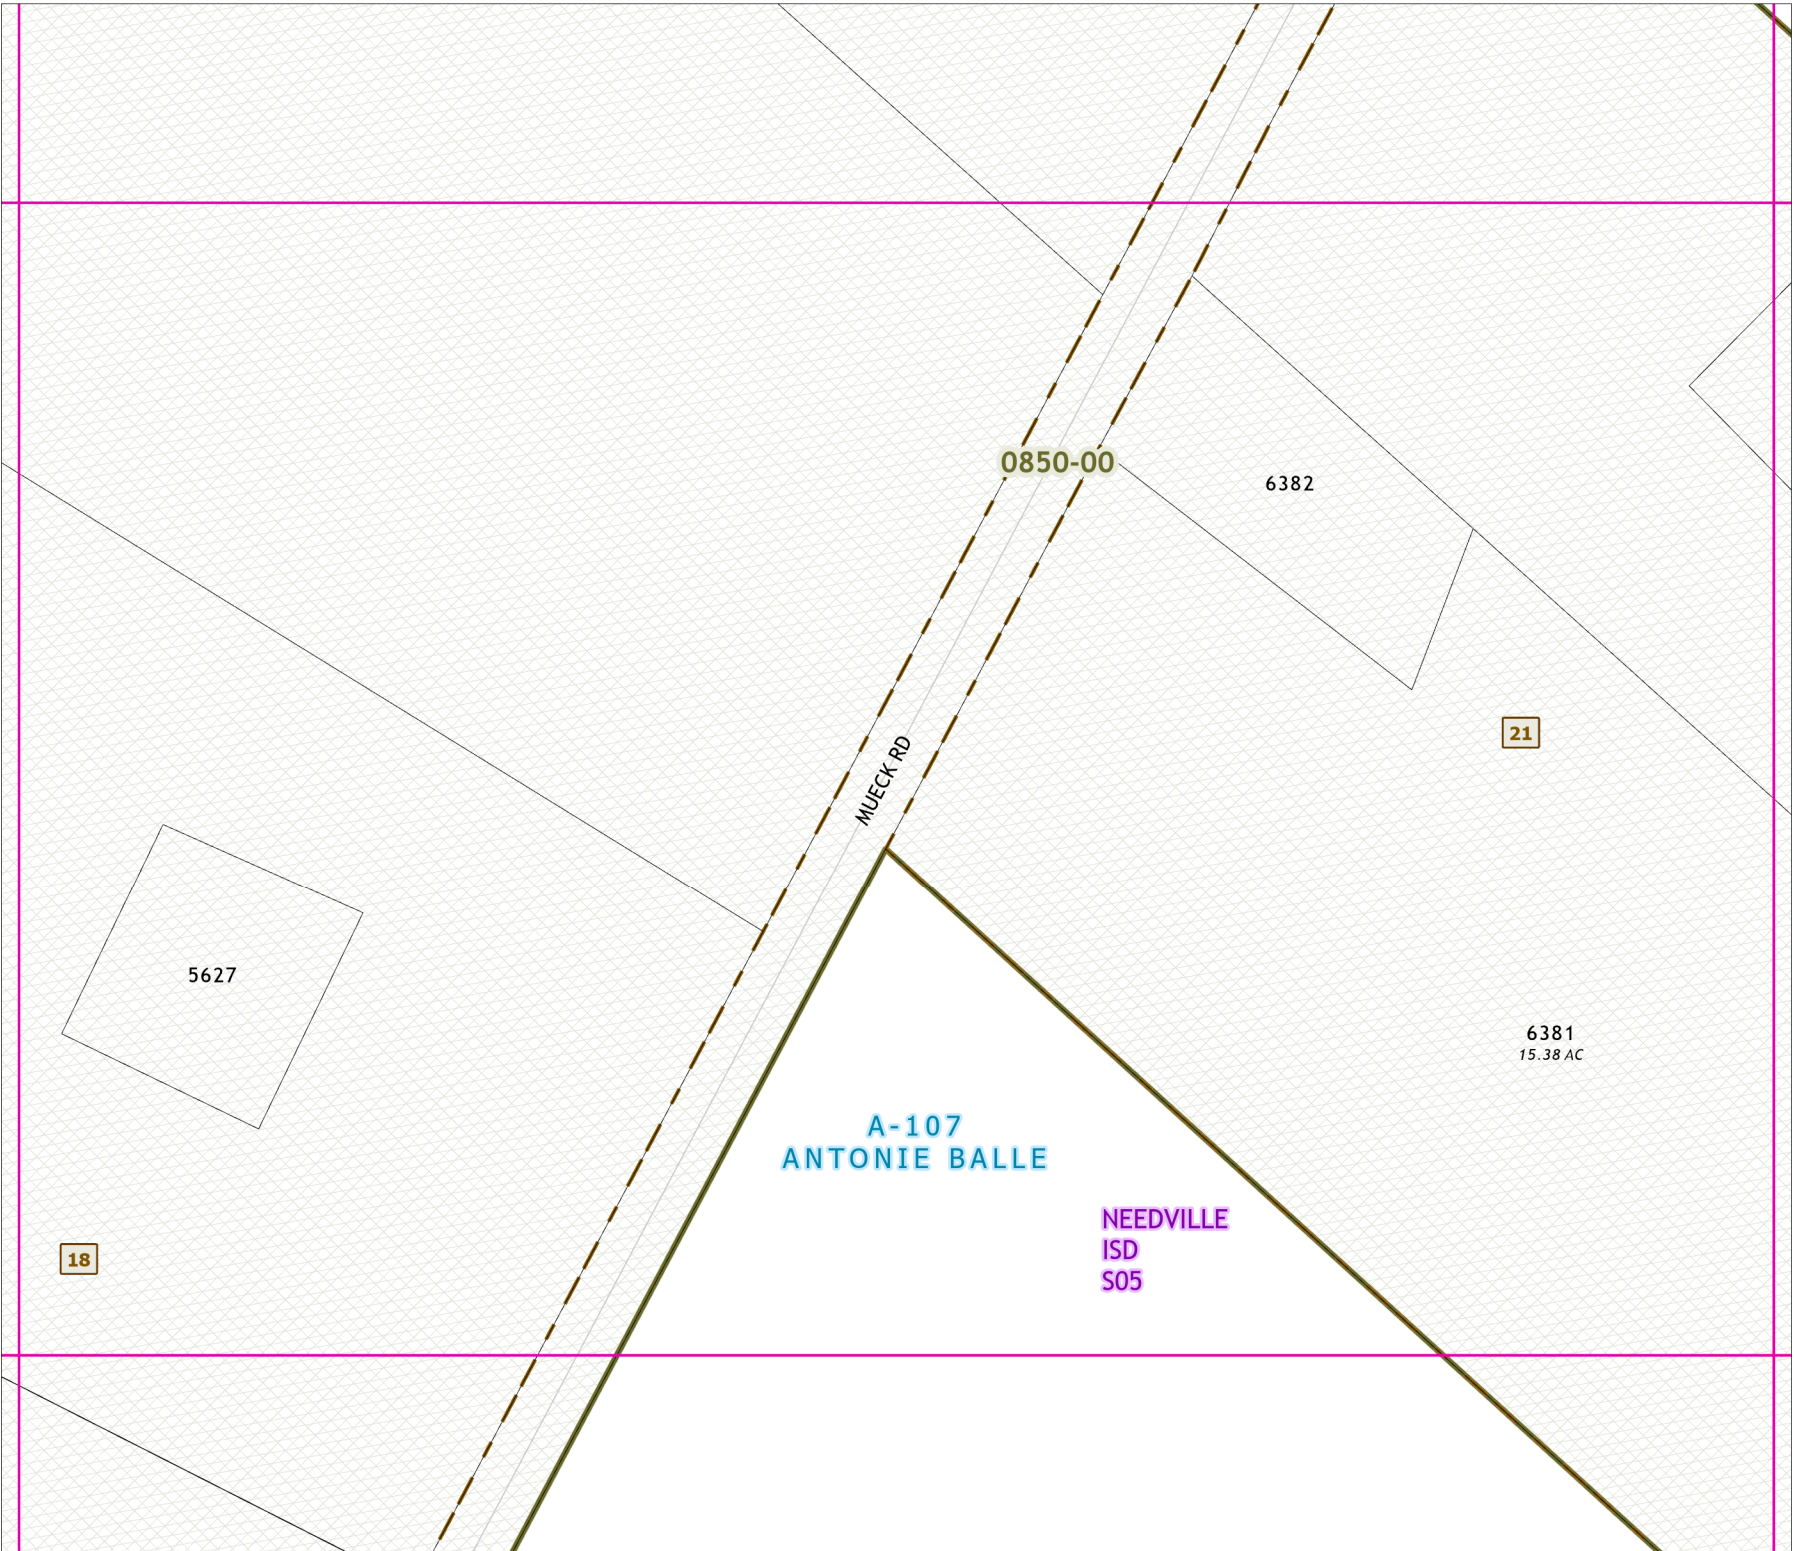 0850-00
6382
21
MUECK RD
5627
6381
15.38 AC
A-107
ANTONIE BALLE
NEEDVILLE
ISD
S05
18